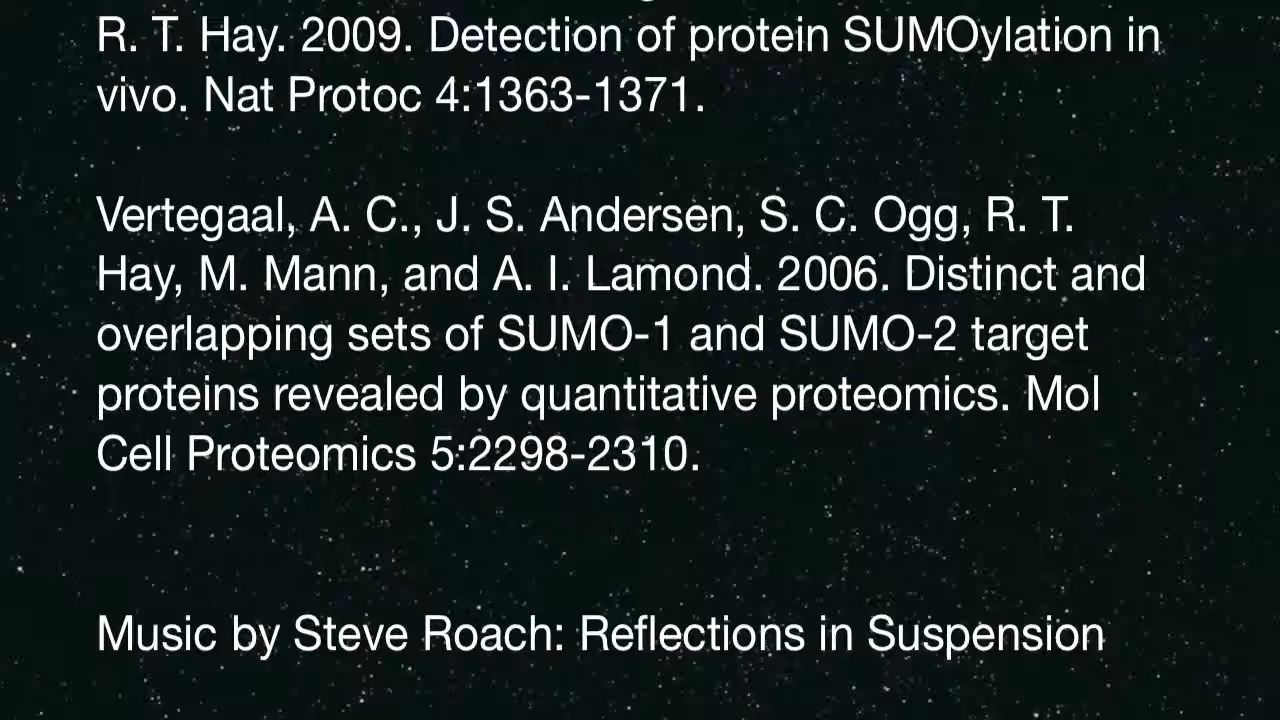 R. T. Hay. 2009. Detection of protein SUMOylation in
vivo. Nat Protoc 4:1363-1371.
Vertegaal, A. C., J. S. Andersen, S. C. Ogg, R. T.
Hay, M. Mann, and A. I. Lamond. 2006. Distinct and
overlapping sets of SUMO-1 and SUMO-2 target
proteins revealed by quantitative proteomics. Mol
Cell Proteomics 5:2298-2310.
Music by Steve Roach: Reflections in Suspension